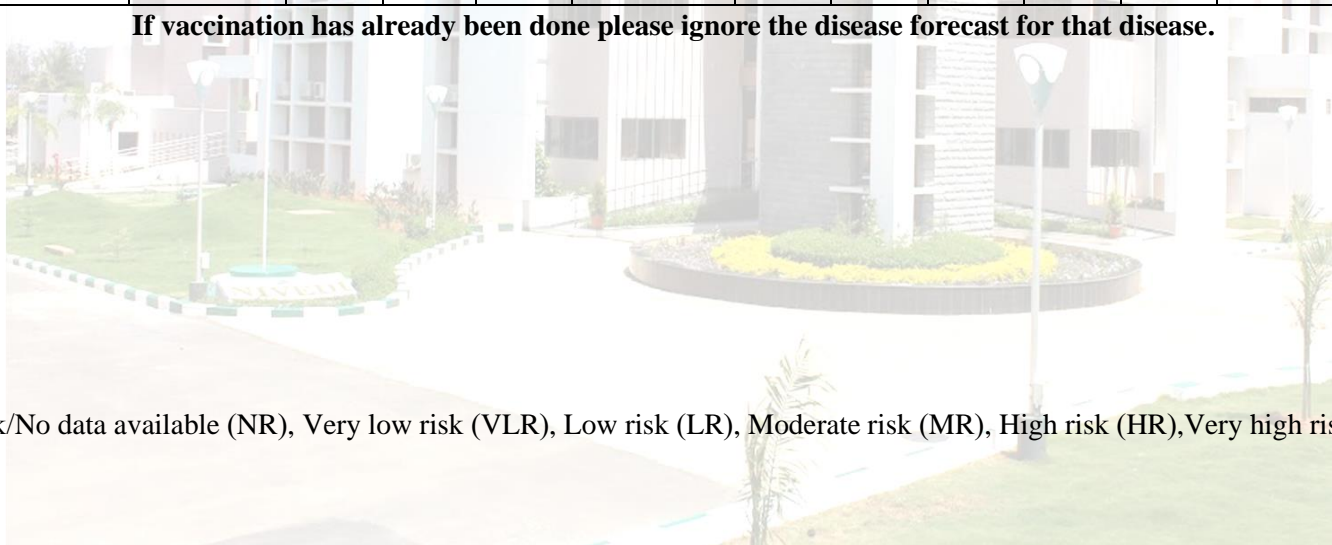 If vaccination has already been done please ignore the disease forecast for that disease.
NIVEDI
/No data available (NR), Very low risk (VLR), Low risk (LR), Moderate risk (MR), High risk (HR),Very high